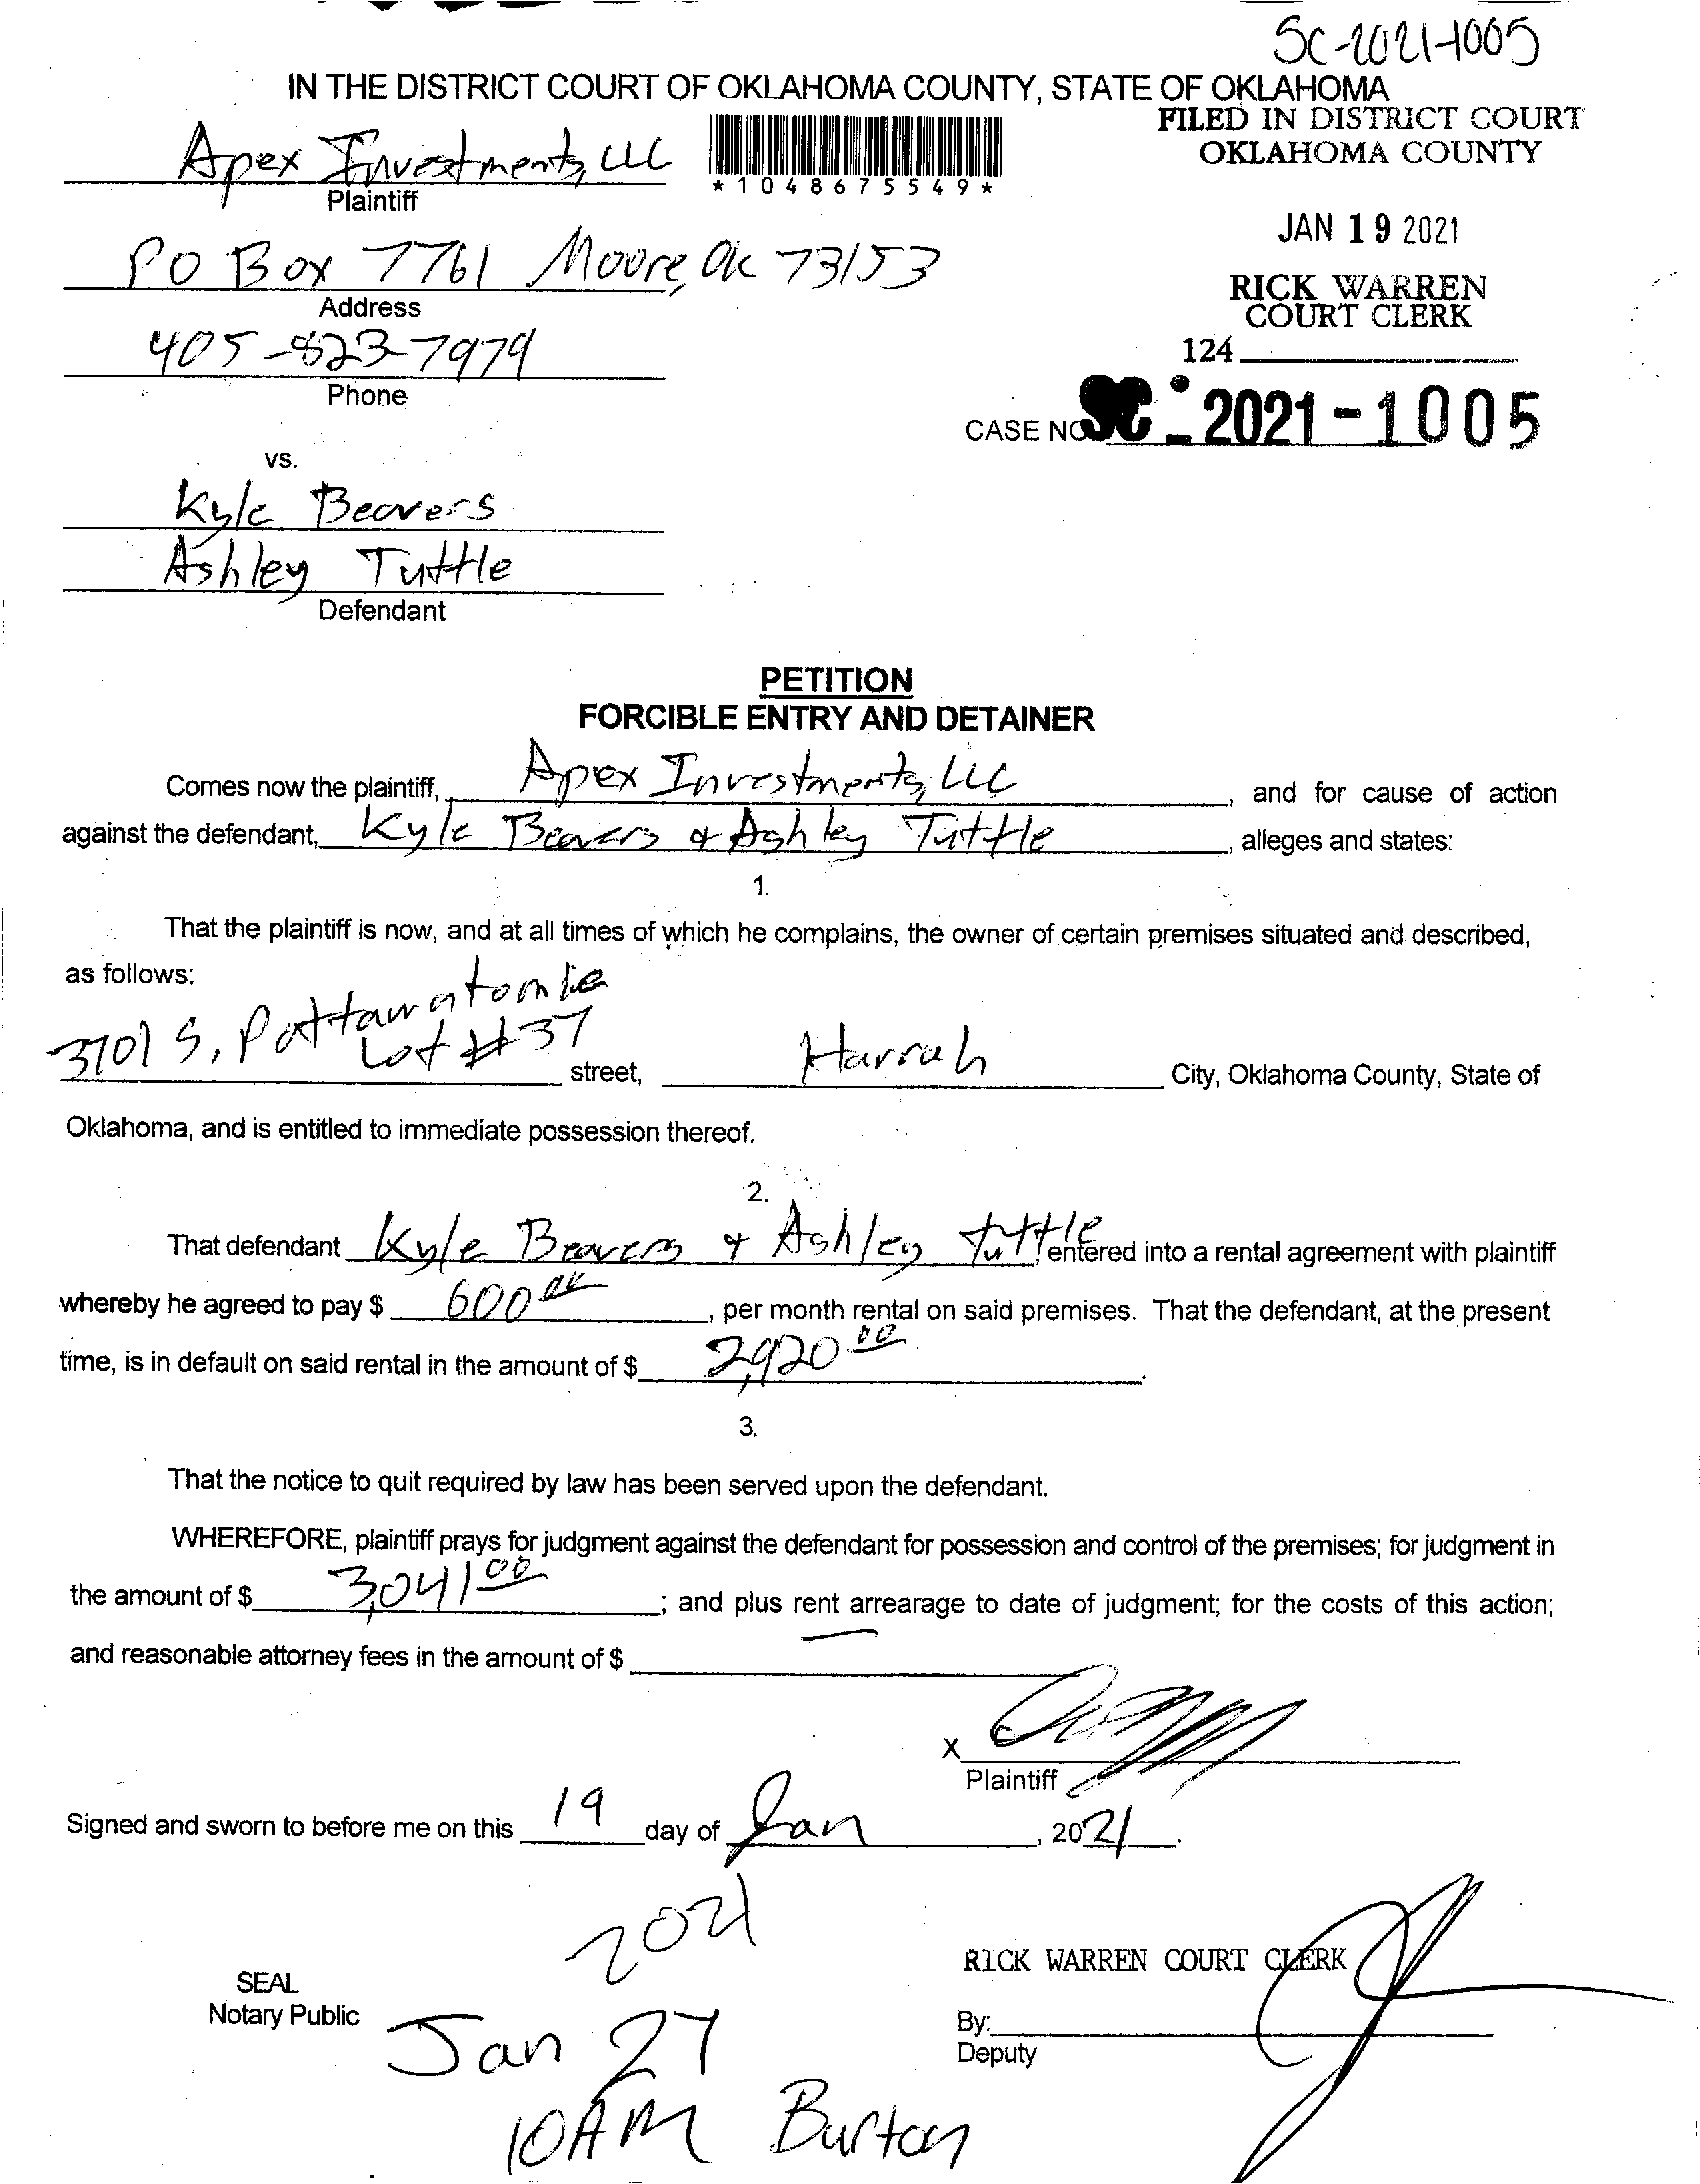 SC-2021-1005
IN THE DISTRICT COURT OF OKLAHOMA COUNTY, STATE OF OKLAHOMA
FILED IN DISTRICT COURT
OKLAHOMA COUNTY
Apex Investments, LLC
*1048675549*
Plaintiff
JAN 19 2021
PO Box 7761 Moore, OK 73153
Address
RICK WARREN
COURT CLERK
405-823-7979
124
Phone
CASE NO. SC-2021-1005
vs.
Kyle Beavers
Ashley Tuttle
Defendant
PETITION
FORCIBLE ENTRY AND DETAINER
Comes now the plaintiff, Apex Investments, LLC, and for cause of action
against the defendant, Kyle Beavers & Ashley Tuttle, alleges and states:
1.
That the plaintiff is now, and at all times of which he complains, the owner of certain premises situated and described,
as follows:
3701 S. Pottawatomie
Lot #37 street, Harrah City, Oklahoma County, State of
Oklahoma, and is entitled to immediate possession thereof.
2.
That defendant Kyle Beavers & Ashley Tuttle, entered into a rental agreement with plaintiff
whereby he agreed to pay $ 600 00, per month rental on said premises. That the defendant, at the present
time, is in default on said rental in the amount of $ 2,920 00.
3.
That the notice to quit required by law has been served upon the defendant.
WHEREFORE, plaintiff prays for judgment against the defendant for possession and control of the premises; for judgment in
the amount of $ 3,041 00; and plus rent arrearage to date of judgment; for the costs of this action;
and reasonable attorney fees in the amount of $
X
Plaintiff
Signed and sworn to before me on this 19 day of Jan, 2021.
2021
RICK WARREN COURT CLERK
SEAL
Notary Public
Jan 27
By:
Deputy
10AM Burton